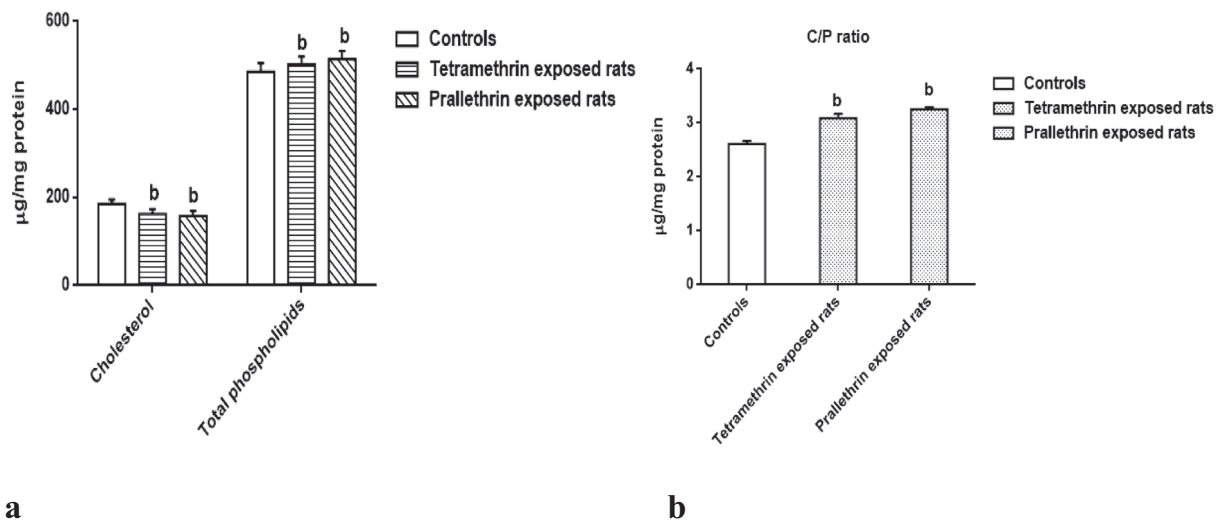 600
400
200
0
μg/mg protein
b
b
b
b
Cholesterol
Total phospholipids
Controls
Tetramethrin exposed rats
Prallethrin exposed rats
a
C/P ratio
4
3
2
1
0
μg/mg protein
b
b
Controls
Tetramethrin exposed rats
Prallethrin exposed rats
Controls
Tetramethrin exposed rats
Prallethrin exposed rats
b